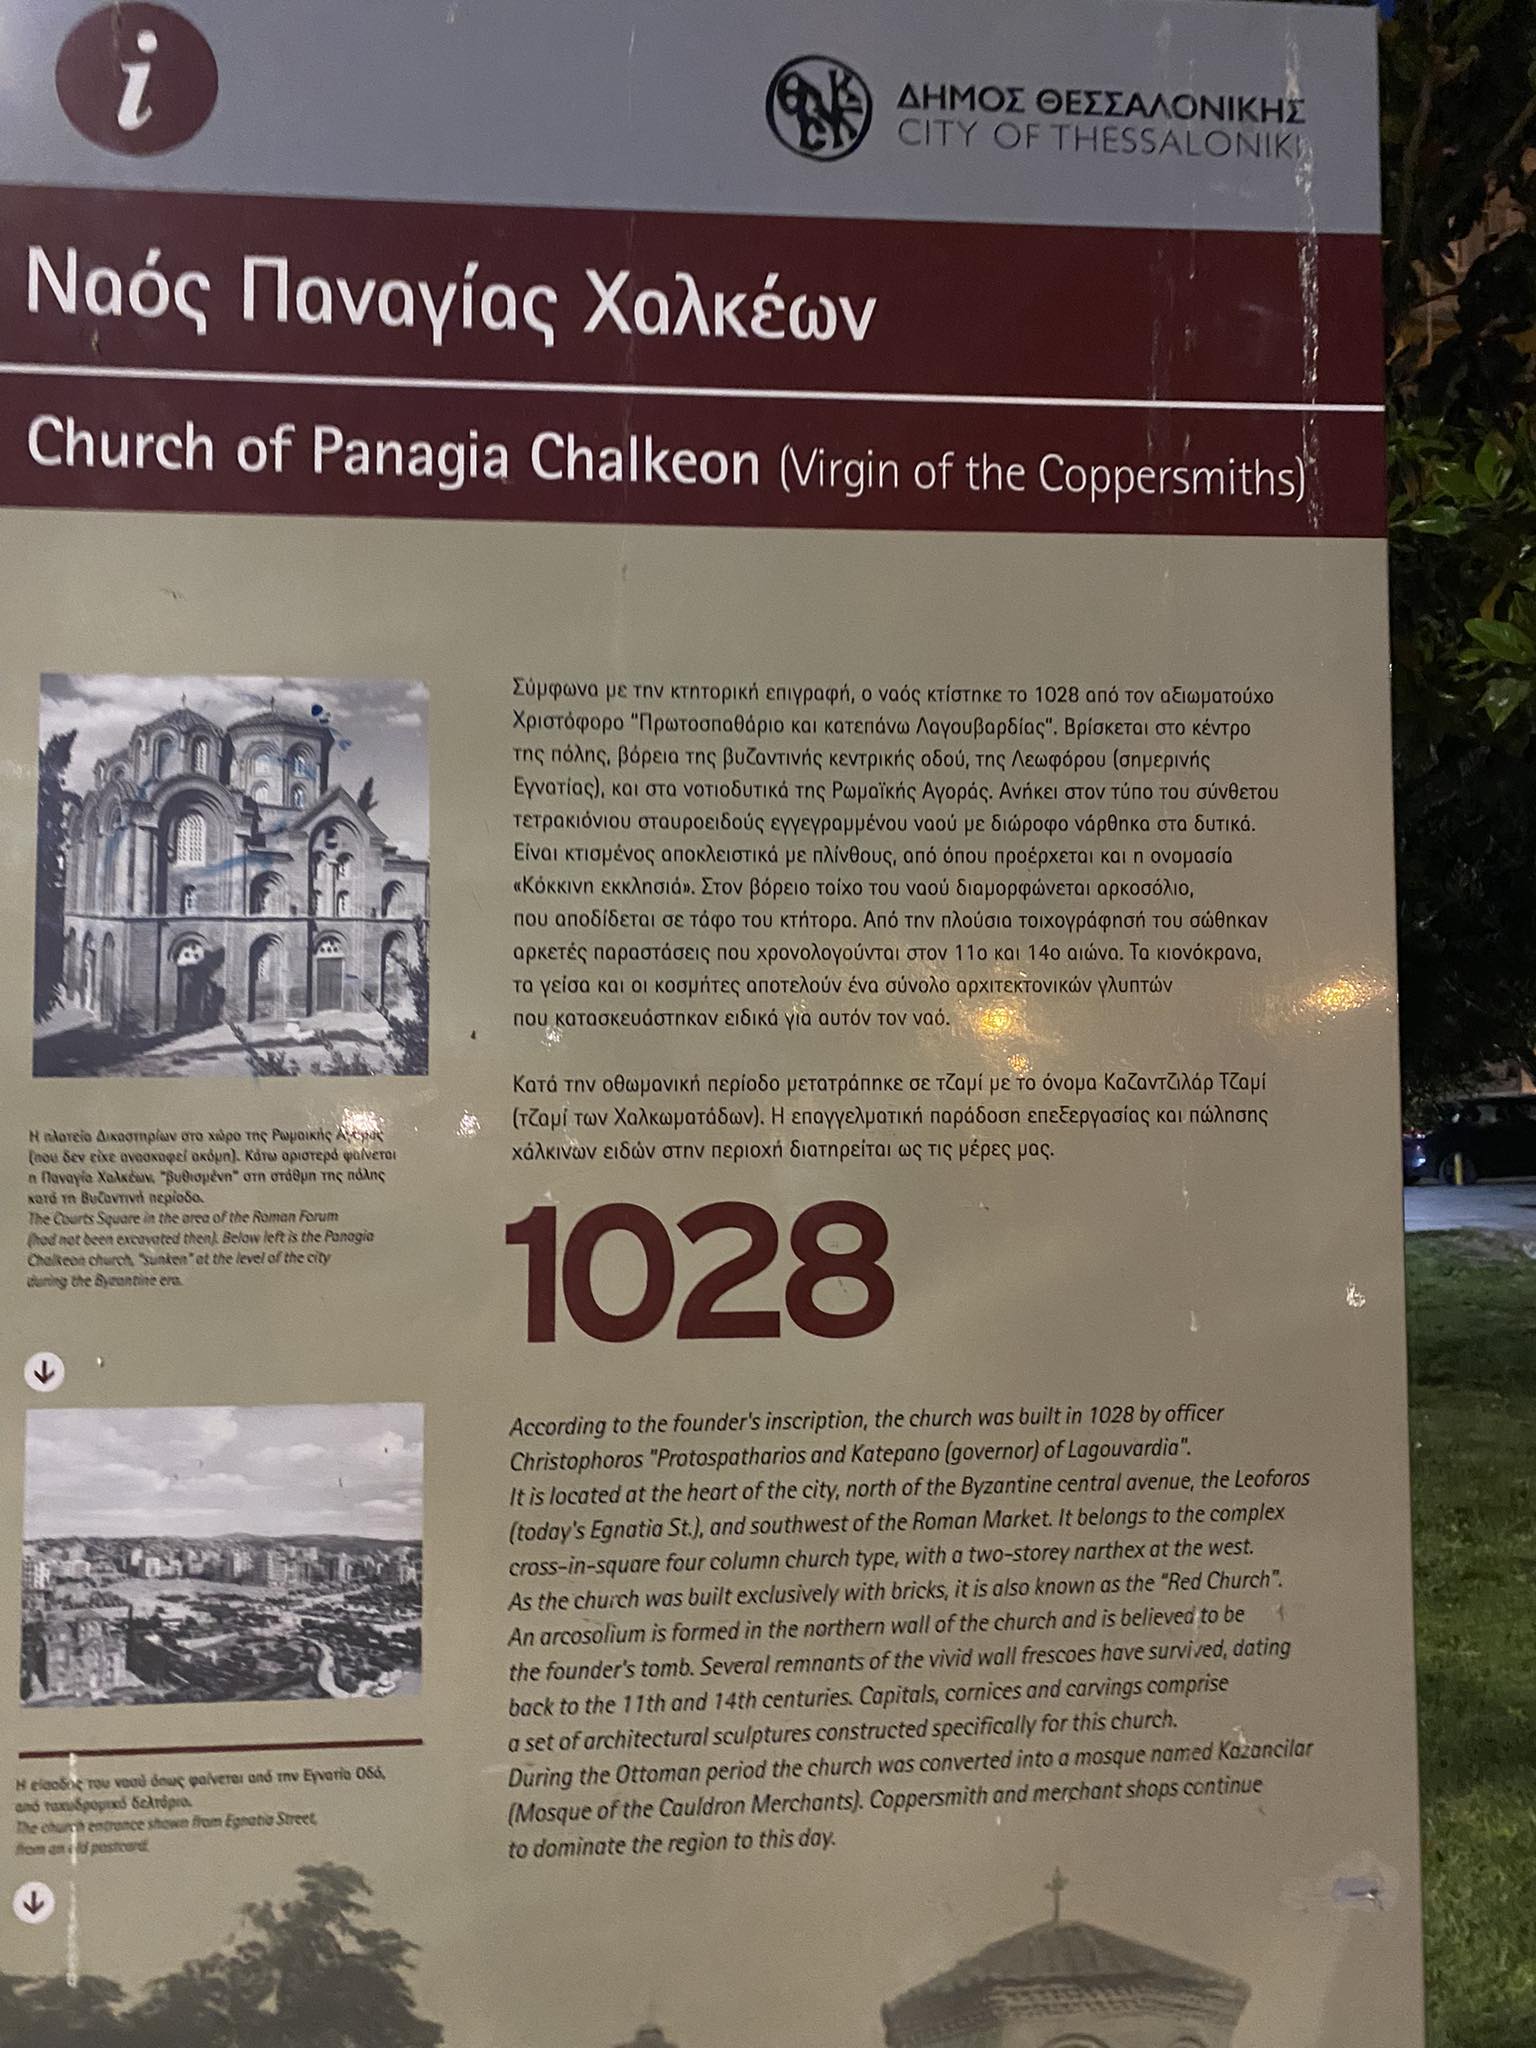 i
ΔΗΜΟΣ ΘΕΣΣΑΛΟΝΙΚΗΣ
CITY OF THESSALONIKI
Ναός Παναγίας Χαλκέων
Church of Panagia Chalkeon (Virgin of the Coppersmiths)
Σύμφωνα με την κτητορική επιγραφή, ο ναός κτίστηκε το 1028 από τον αξιωματούχο
Χριστόφορο "Πρωτοσπαθάριο και κατεπάνω Λαγουβαρδίας". Βρίσκεται στο κέντρο
της πόλης, βόρεια της βυζαντινής κεντρικής οδού, της Λεωφόρου (σημερινής
Εγνατίας), και στα νοτιοδυτικά της Ρωμαϊκής Αγοράς. Ανήκει στον τύπο του σύνθετου
τετρακιόνιου σταυροειδούς εγγεγραμμένου ναού με διώροφο νάρθηκα στα δυτικά.
Είναι κτισμένος αποκλειστικά με πλίνθους, από όπου προέρχεται και η ονομασία
«Κόκκινη εκκλησιά». Στον βόρειο τοίχο του ναού διαμορφώνεται αρκοσόλιο,
που αποδίδεται σε τάφο του κτήτορα. Από την πλούσια τοιχογράφησή του σώθηκαν
αρκετές παραστάσεις που χρονολογούνται στον 11ο και 14ο αιώνα. Τα κιονόκρανα,
τα γείσα και οι κοσμήτες αποτελούν ένα σύνολο αρχιτεκτονικών γλυπτών
που κατασκευάστηκαν ειδικά για αυτόν τον ναό.
Κατά την οθωμανική περίοδο μετατράπηκε σε τζαμί με το όνομα Καζαντζιλάρ Τζαμί
(τζαμί των Χαλκωματάδων). Η επαγγελματική παράδοση επεξεργασίας και πώλησης
χάλκινων ειδών στην περιοχή διατηρείται ως τις μέρες μας.
Η πλατεία Δικαστηρίων στο χώρο της Ρωμαικής Αγοράς
(που δεν είχε ανασκαφεί ακόμη). Κάτω αριστερά φαίνεται
η Παναγία Χαλκέων, "βυθισμένη" στη στάθμη της πόλης
κατά τη Βυζαντινή περίοδο.
The Courts Square in the area of the Roman Forum
(had not been excavated then). Below left is the Panagia
Chalkeon church, "sunken" at the level of the city
during the Byzantine era.
1028
According to the founder's inscription, the church was built in 1028 by officer
Christophoros "Protospatharios and Katepano (governor) of Lagouvardia".
It is located at the heart of the city, north of the Byzantine central avenue, the Leoforos
(today's Egnatia St.), and southwest of the Roman Market. It belongs to the complex
cross-in-square four column church type, with a two-storey narthex at the west.
As the church was built exclusively with bricks, it is also known as the "Red Church".
An arcosolium is formed in the northern wall of the church and is believed to be
the founder's tomb. Several remnants of the vivid wall frescoes have survived, dating
back to the 11th and 14th centuries. Capitals, cornices and carvings comprise
a set of architectural sculptures constructed specifically for this church.
During the Ottoman period the church was converted into a mosque named Kazancilar
(Mosque of the Cauldron Merchants). Coppersmith and merchant shops continue
to dominate the region to this day.
Η είσοδος του ναού όπως φαίνεται από την Εγνατία Οδό,
από ταχυδρομικό δελτάριο.
The church entrance shown from Egnatia Street,
from an old postcard.